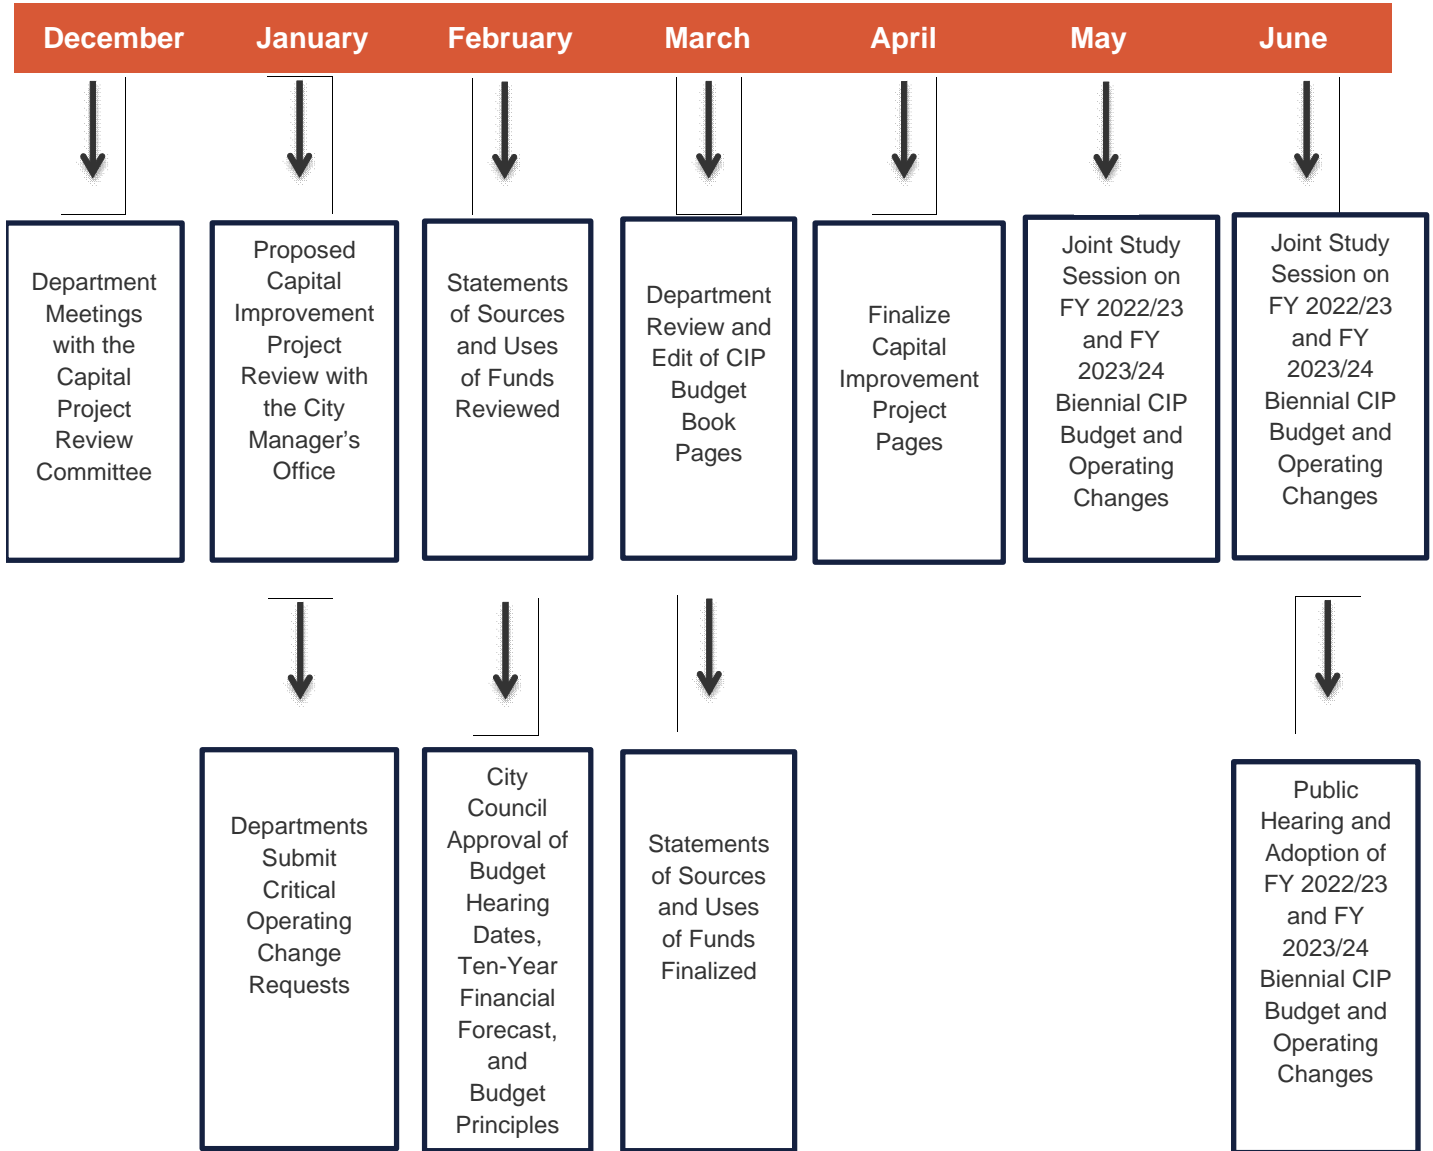 December January February March April May June
Department
Meetings
with the
Capital
Project
Review
Committee
Proposed
Capital
Improvement
Project
Review with
the City
Manager’s
Office
Statements
of Sources
and Uses
of Funds
Reviewed
Department
Review and
Edit of CIP
Budget
Book
Pages
Finalize
Capital
Improvement
Project
Pages
Joint Study
Session on
FY 2022/23
and FY
2023/24
Biennial CIP
Budget and
Operating
Changes
Joint Study
Session on
FY 2022/23
and FY
2023/24
Biennial CIP
Budget and
Operating
Changes
Departments
Submit
Critical
Operating
Change
Requests
City
Council
Approval of
Budget
Hearing
Dates,
Ten-Year
Financial
Forecast,
and
Budget
Principles
Statements
of Sources
and Uses
of Funds
Finalized
Public
Hearing and
Adoption of
FY 2022/23
and FY
2023/24
Biennial CIP
Budget and
Operating
Changes